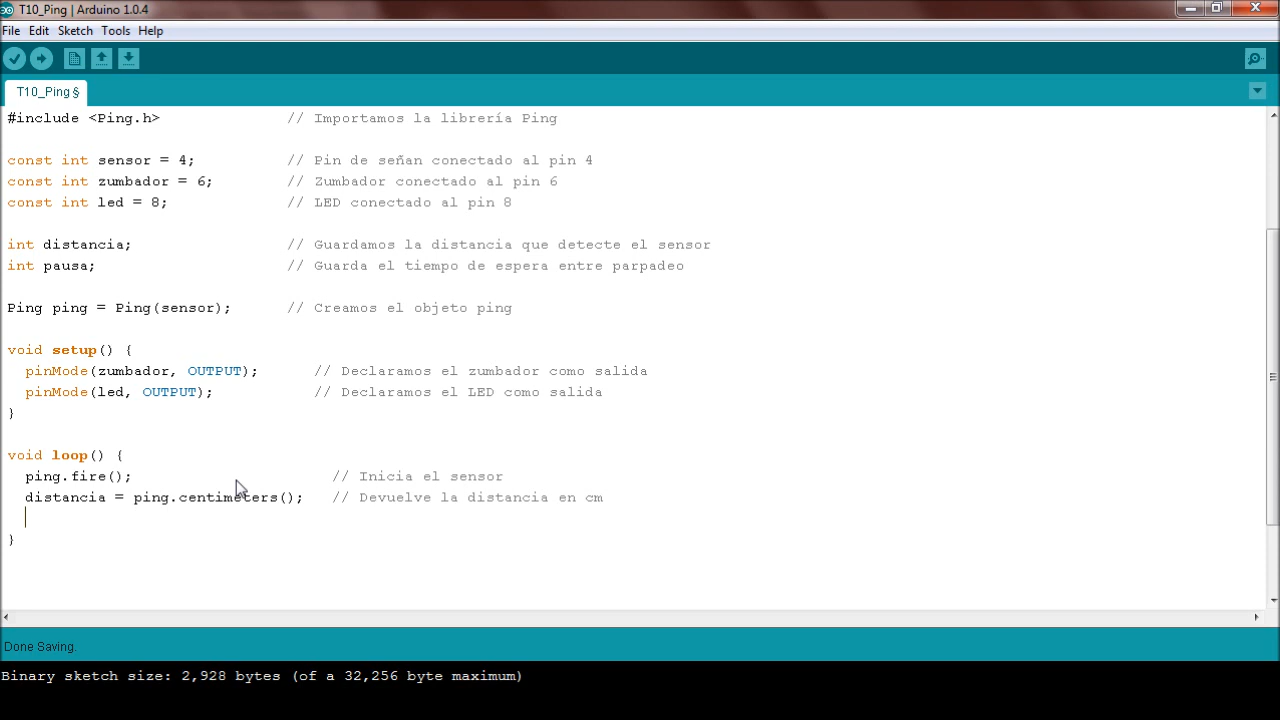 T10_Ping | Arduino 1.0.4
File Edit Sketch Tools Help
T10_Ping §
#include <Ping.h> // Importamos la librería Ping
const int sensor = 4; // Pin de señan conectado al pin 4
const int zumbador = 6; // Zumbador conectado al pin 6
const int led = 8; // LED conectado al pin 8
int distancia; // Guardamos la distancia que detecte el sensor
int pausa; // Guarda el tiempo de espera entre parpadeo
Ping ping = Ping(sensor); // Creamos el objeto ping
void setup() {
pinMode(zumbador, OUTPUT); // Declaramos el zumbador como salida
pinMode(led, OUTPUT); // Declaramos el LED como salida
}
void loop() {
ping.fire(); // Inicia el sensor
distancia = ping.centimeters(); // Devuelve la distancia en cm
}
Done Saving.
Binary sketch size: 2,928 bytes (of a 32,256 byte maximum)